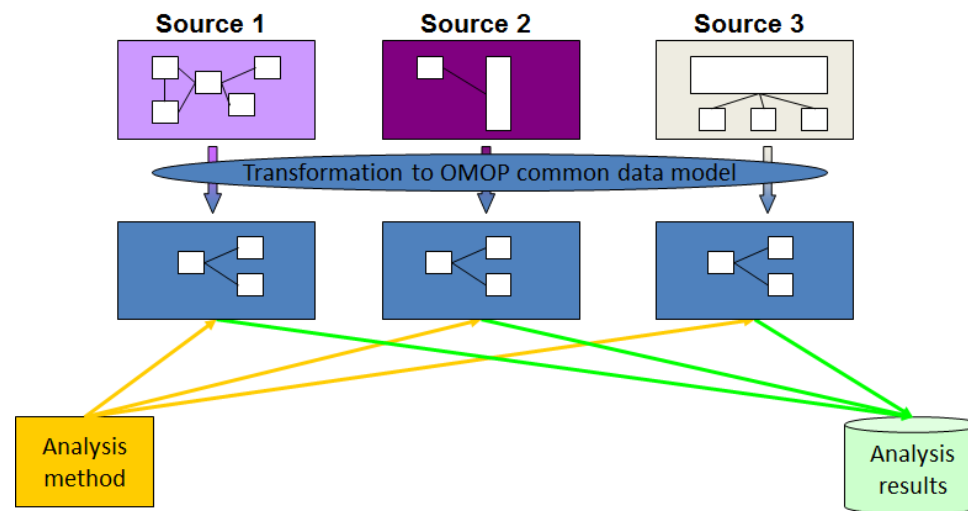 Source 1
Source 2
Source 3
Transformation to OMOP common data model
Analysis
method
Analysis
results